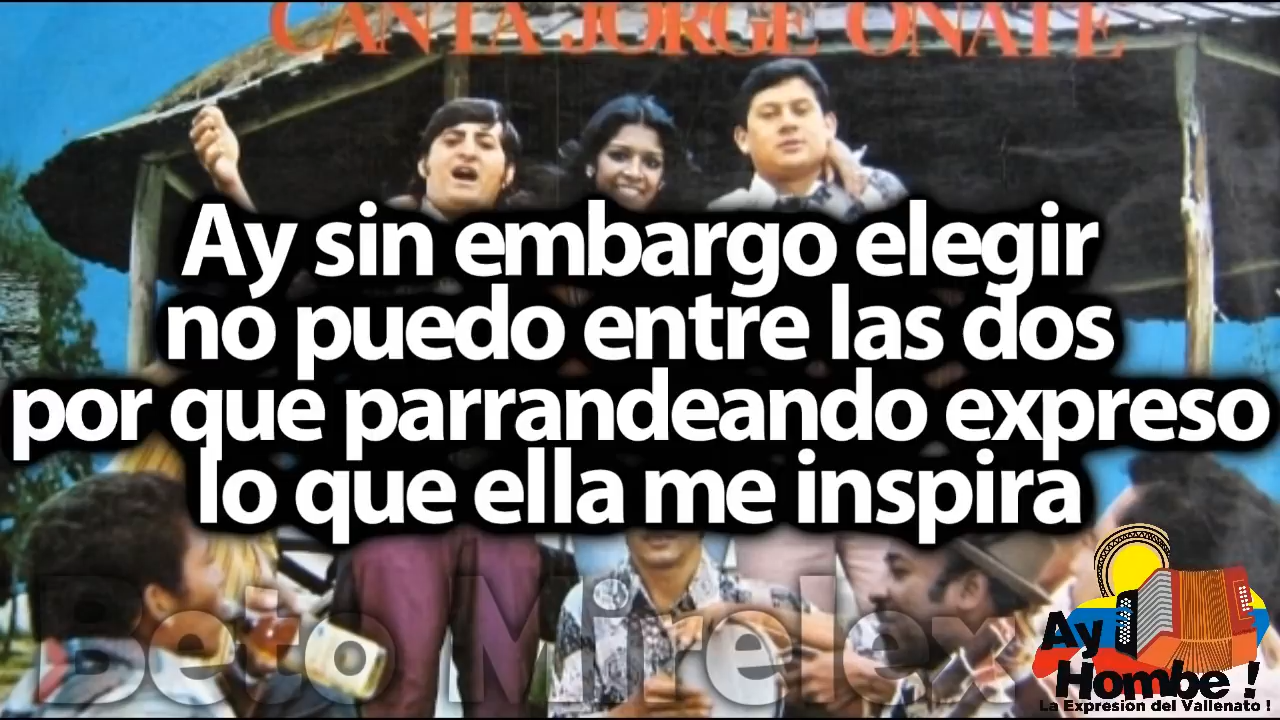 CANTA JORGE OÑATE
Ay sin embargo elegir
no puedo entre las dos
por que parrandeando expreso
lo que ella me inspira
Beto Mirelex
Ay
Hombe !
La Expresión del Vallenato !